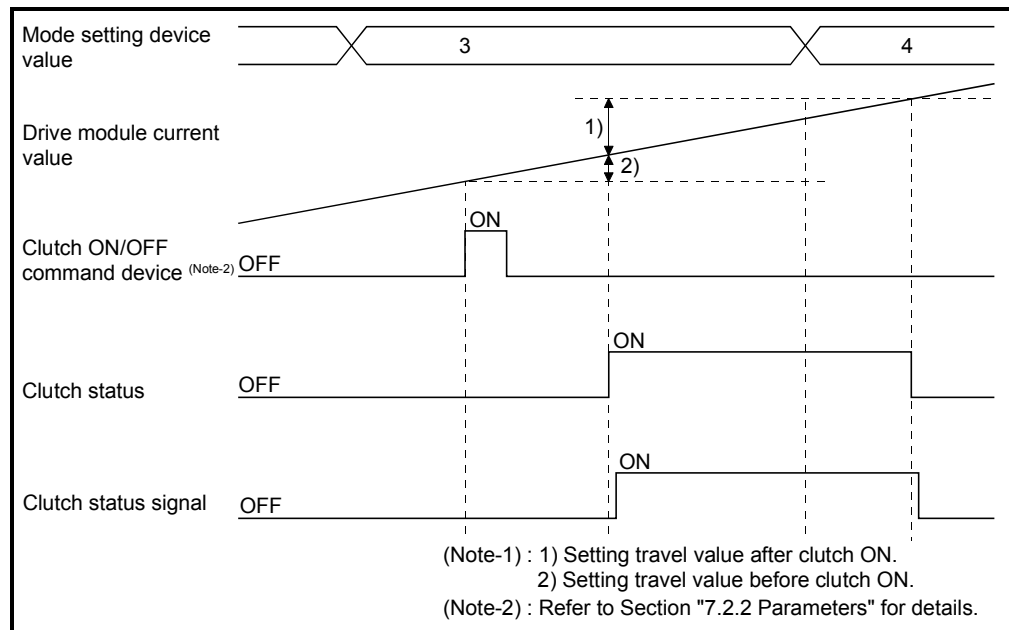 Mode setting device
value
3
4
Drive module current
value
1)
2)
ON
Clutch ON/OFF
command device (Note-2) OFF
ON
Clutch status
OFF
ON
Clutch status signal
OFF
(Note-1) : 1) Setting travel value after clutch ON.
2) Setting travel value before clutch ON.
(Note-2) : Refer to Section "7.2.2 Parameters" for details.